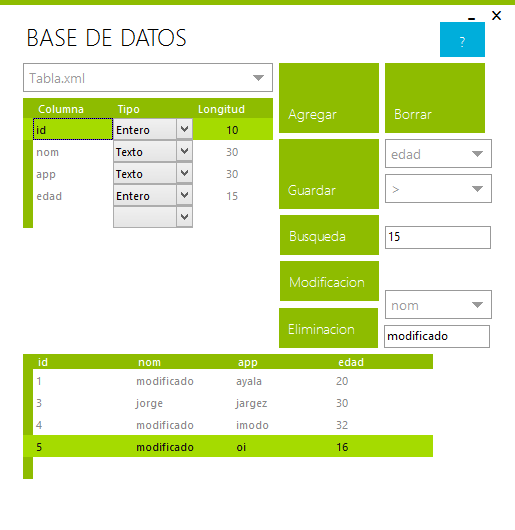 BASE DE DATOS
?
Tabla.xml
Columna Tipo Longitud
id Entero 10
nom Texto 30
app Texto 30
edad Entero 15
Agregar
Borrar
Guardar
edad
>
Busqueda
15
Modificacion
nom
Eliminacion
modificado
id nom app edad
1 modificado ayala 20
3 jorge jargez 30
4 modificado imodo 32
5 modificado oi 16